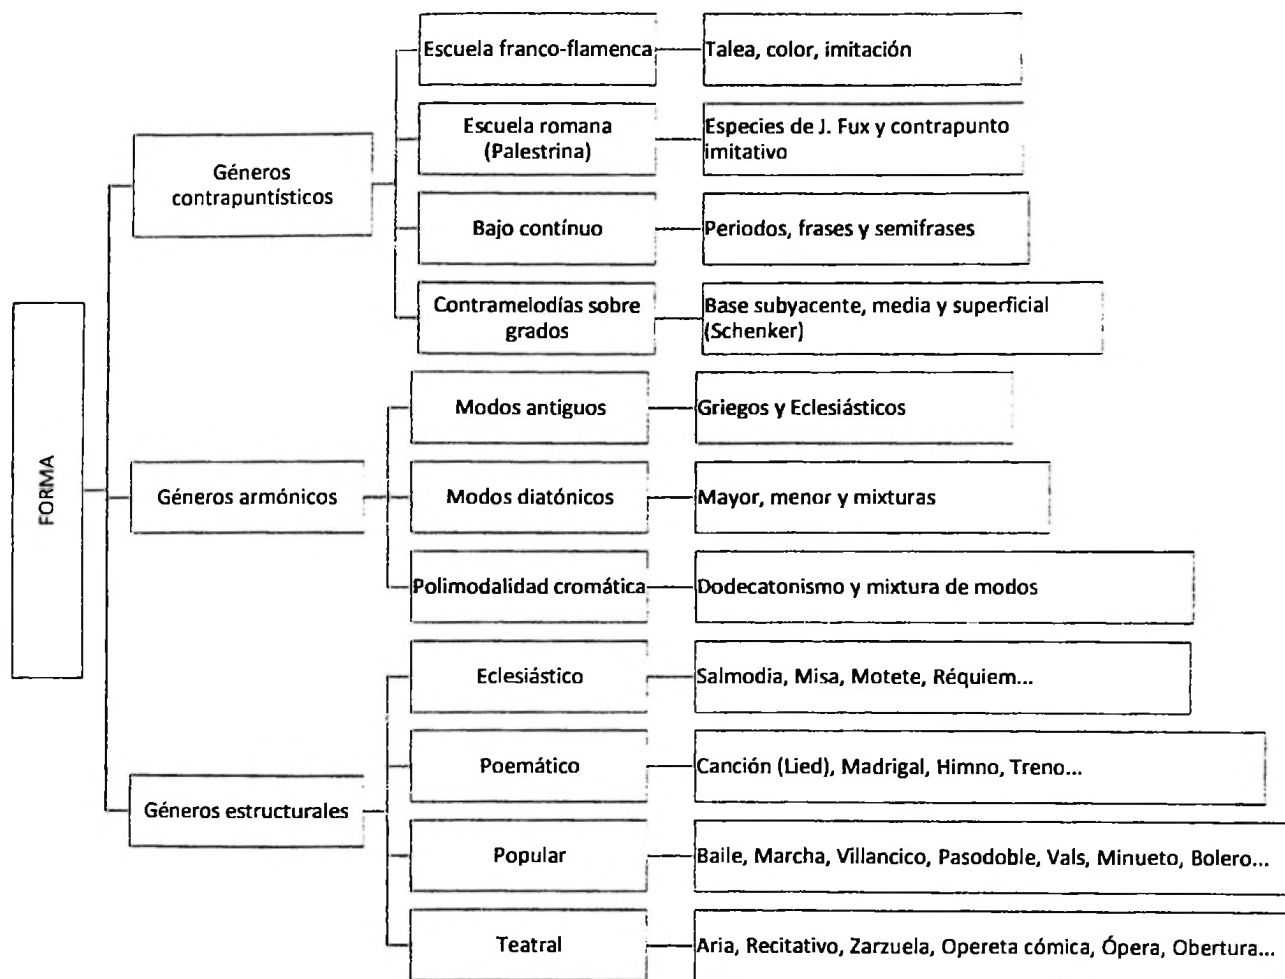 FORMA
Géneros
contrapuntísticos
Escuela franco-flamenca
Talea, color, imitación
Escuela romana
(Palestrina)
Especies de J. Fux y contrapunto
imitativo
Bajo contínuo
Periodos, frases y semifrases
Contramelodías sobre
grados
Base subyacente, media y superficial
(Schenker)
Géneros armónicos
Modos antiguos
Griegos y Eclesiásticos
Modos diatónicos
Mayor, menor y mixturas
Polimodalidad cromática
Dodecatonismo y mixtura de modos
Géneros estructurales
Eclesiástico
Salmodia, Misa, Motete, Réquiem...
Poemático
Canción (Lied), Madrigal, Himno, Treno...
Popular
Baile, Marcha, Villancico, Pasodoble, Vals, Minueto, Bolero...
Teatral
Aria, Recitativo, Zarzuela, Opereta cómica, Ópera, Obertura...